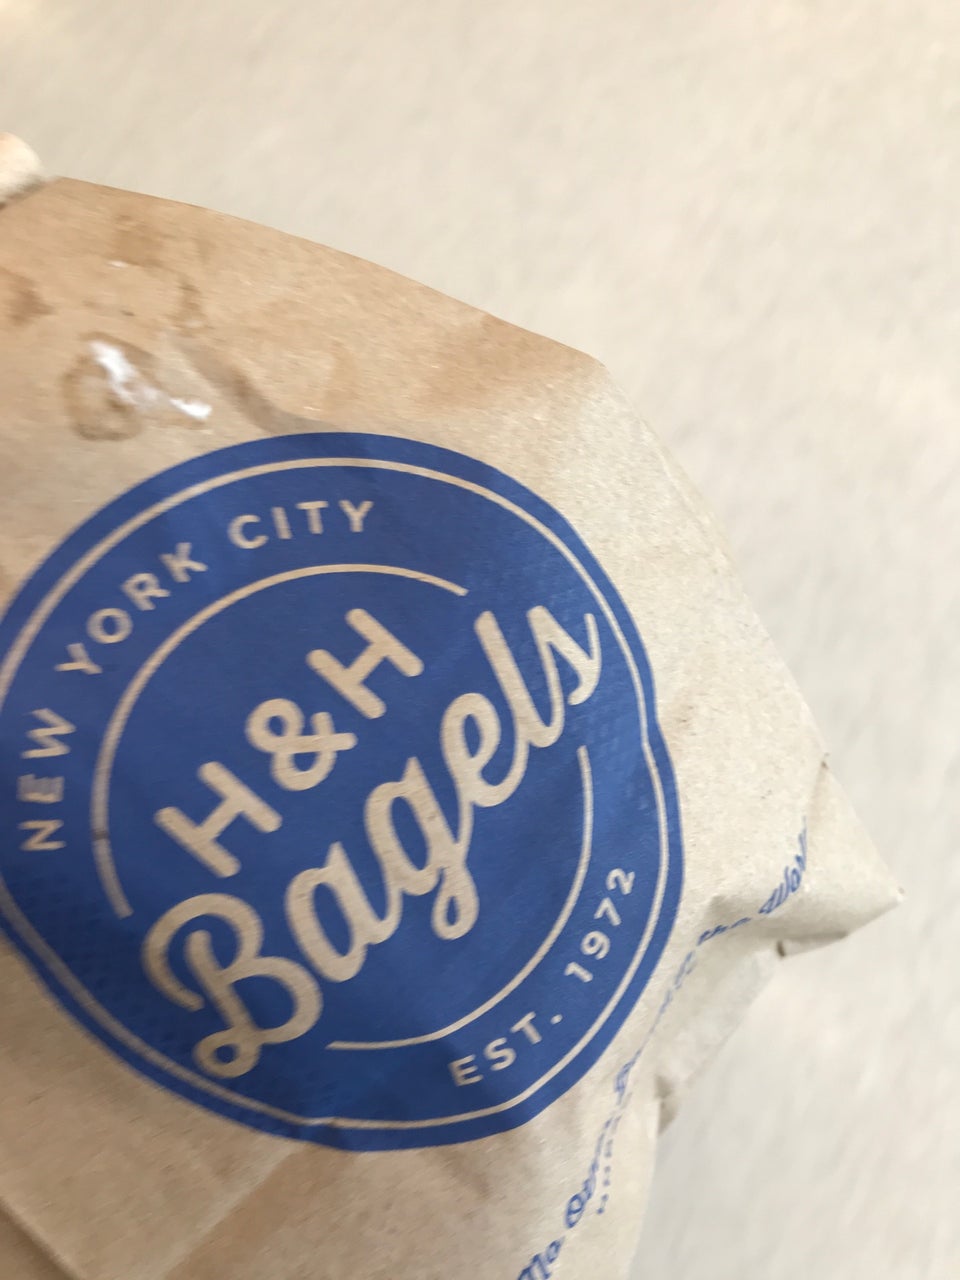 NEW YORK CITY
H&H
Bagels
EST. 1972